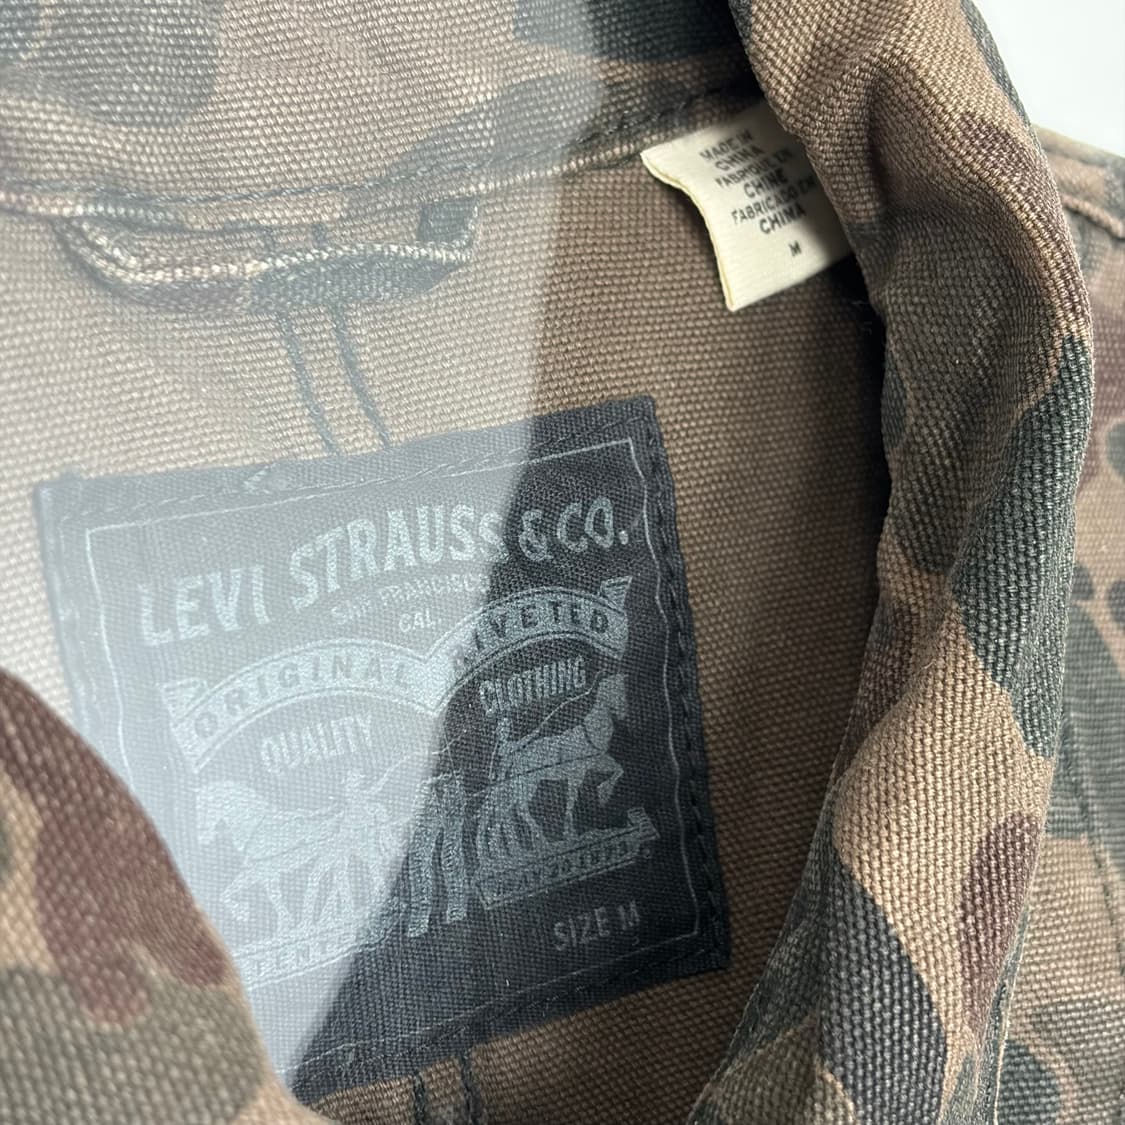 MADE IN
CHINA
FABRIQUE EN
CHINE
FABRICADO EN
CHINA
M
LEVI STRAUSS & CO.
SAN FRANCISCO
CAL.
ORIGINAL RIVETED
QUALITY CLOTHING
SIZE M